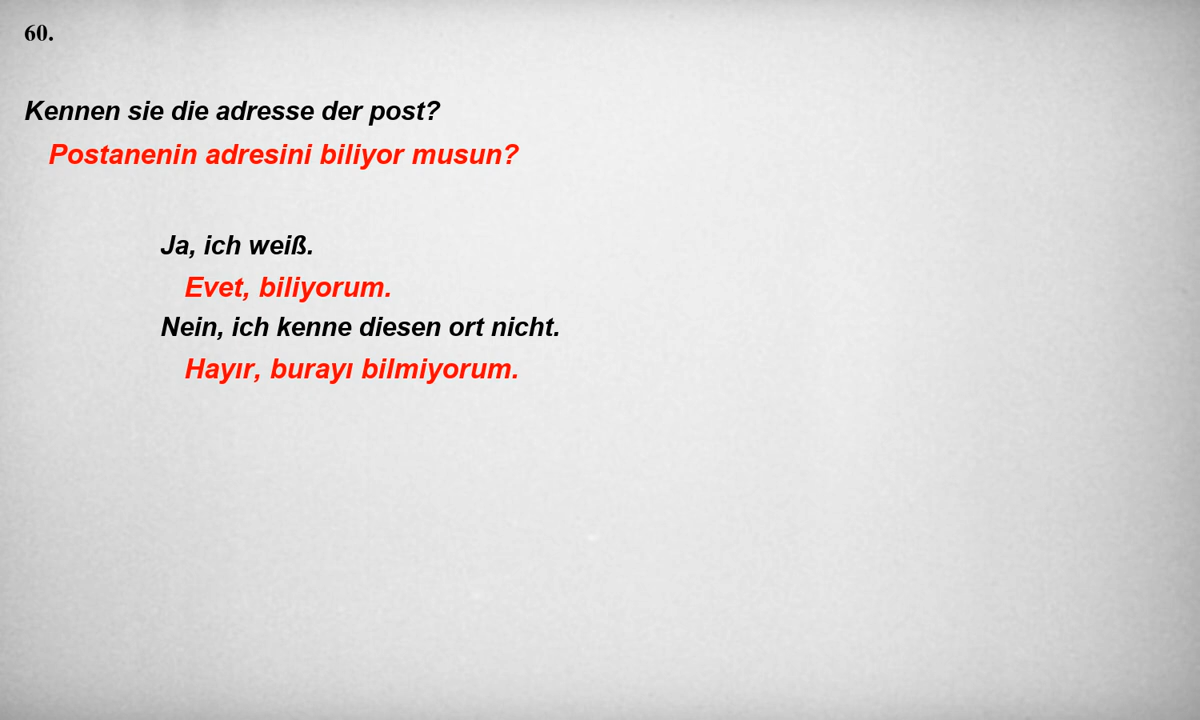 60.
Kennen sie die adresse der post?
Postanenin adresini biliyor musun?
Ja, ich weiß.
Evet, biliyorum.
Nein, ich kenne diesen ort nicht.
Hayır, burayı bilmiyorum.